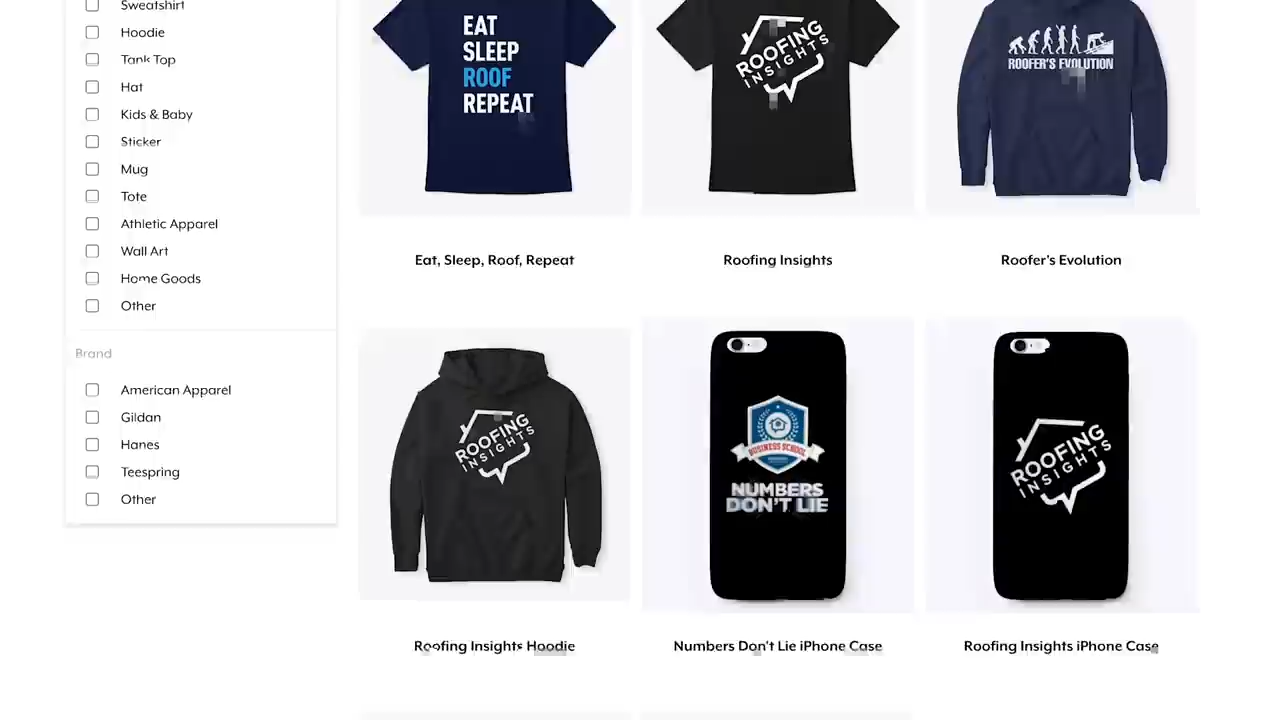 Sweatshirt
Hoodie
Tank Top
Hat
Kids & Baby
Sticker
Mug
Tote
Athletic Apparel
Wall Art
Home Goods
Other
Brand
American Apparel
Gildan
Hanes
Teespring
Other
EAT
SLEEP
ROOF
REPEAT
Eat, Sleep, Roof, Repeat
ROOFING
INSIGHTS
Roofing Insights
ROOFER'S EVOLUTION
Roofer's Evolution
ROOFING
INSIGHTS
Roofing Insights Hoodie
BUSINESS SCHOOL
NUMBERS
DON'T LIE
Numbers Don't Lie iPhone Case
ROOFING
INSIGHTS
Roofing Insights iPhone Case